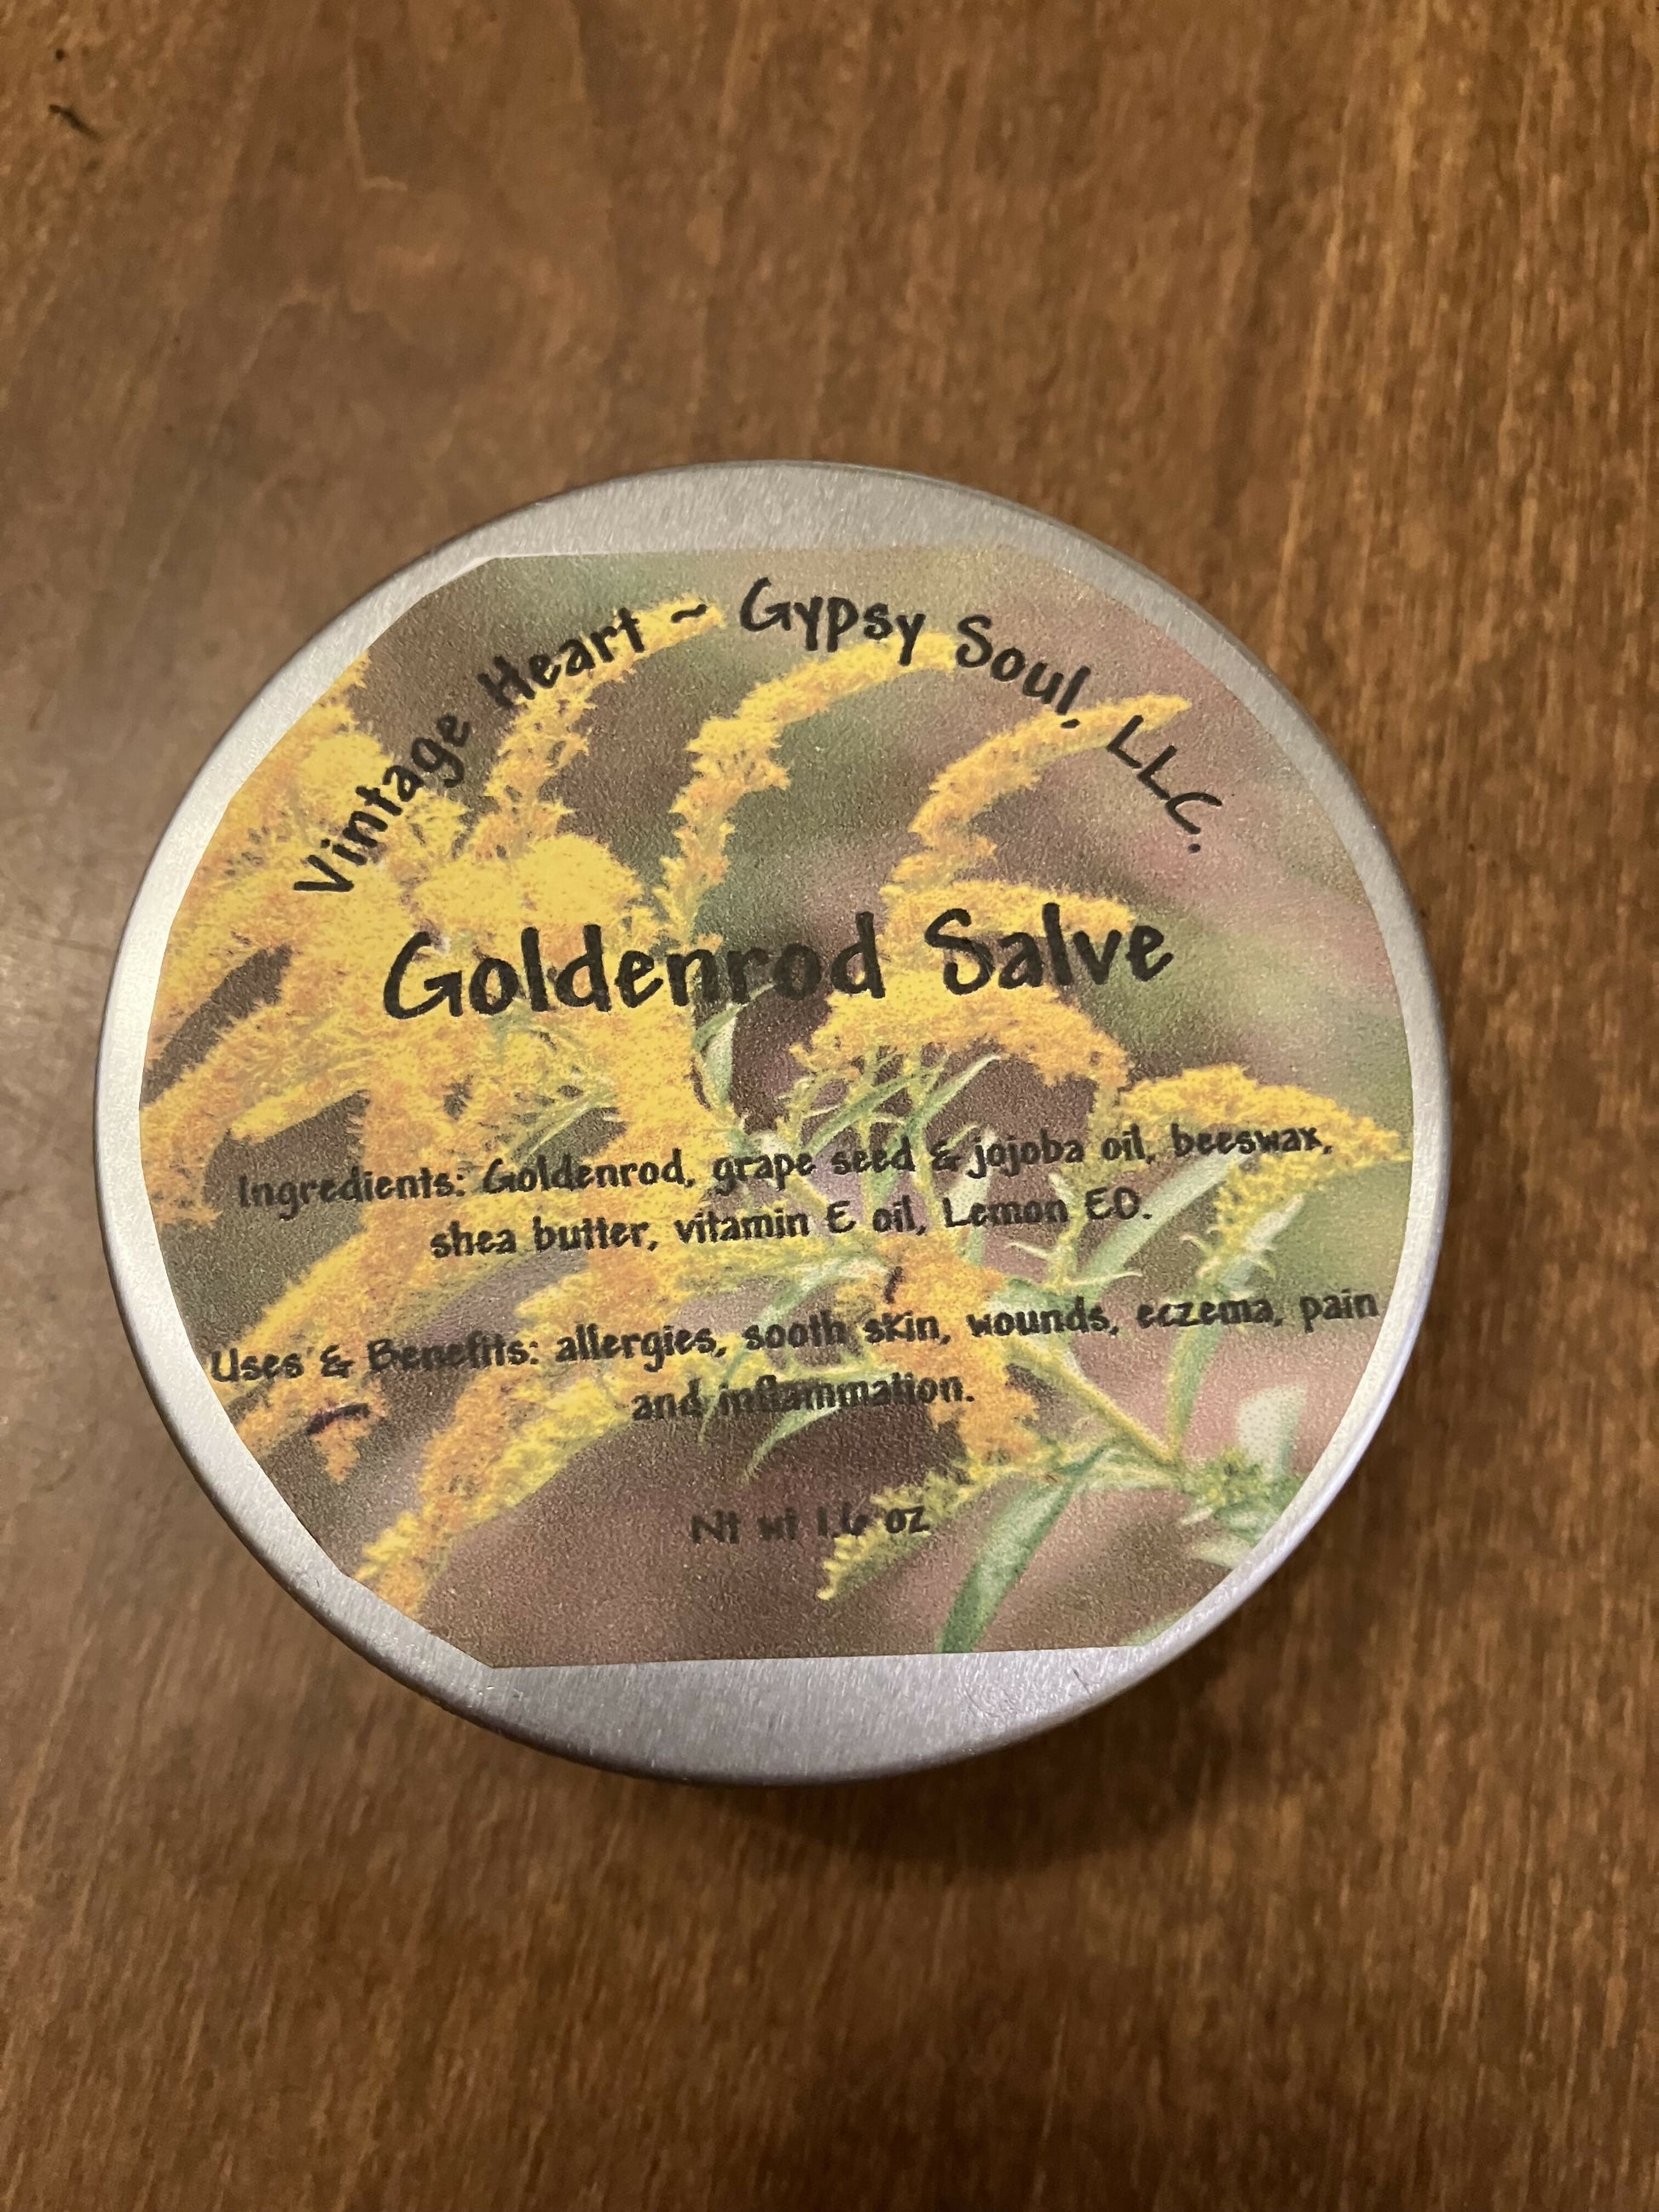 Vintage Heart ~ Gypsy Soul, LLC.
Goldenrod Salve
Ingredients: Goldenrod, grape seed & jojoba oil, beeswax,
shea butter, vitamin E oil, Lemon EO.
Uses & Benefits: allergies, sooth skin, wounds, eczema, pain
and inflammation.
Nt wt 1.6 oz